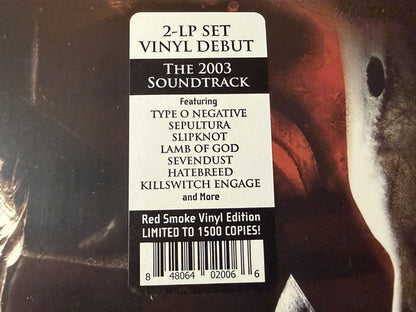 2-LP SET
VINYL DEBUT
THE 2003
SOUNDTRACK
Featuring
TYPE O NEGATIVE
SEPULTURA
SLIPKNOT
LAMB OF GOD
SEVENDUST
HATEBREED
KILLSWITCH ENGAGE
and More
Red Smoke Vinyl Edition
LIMITED TO 1500 COPIES!
8 48064 02006 6